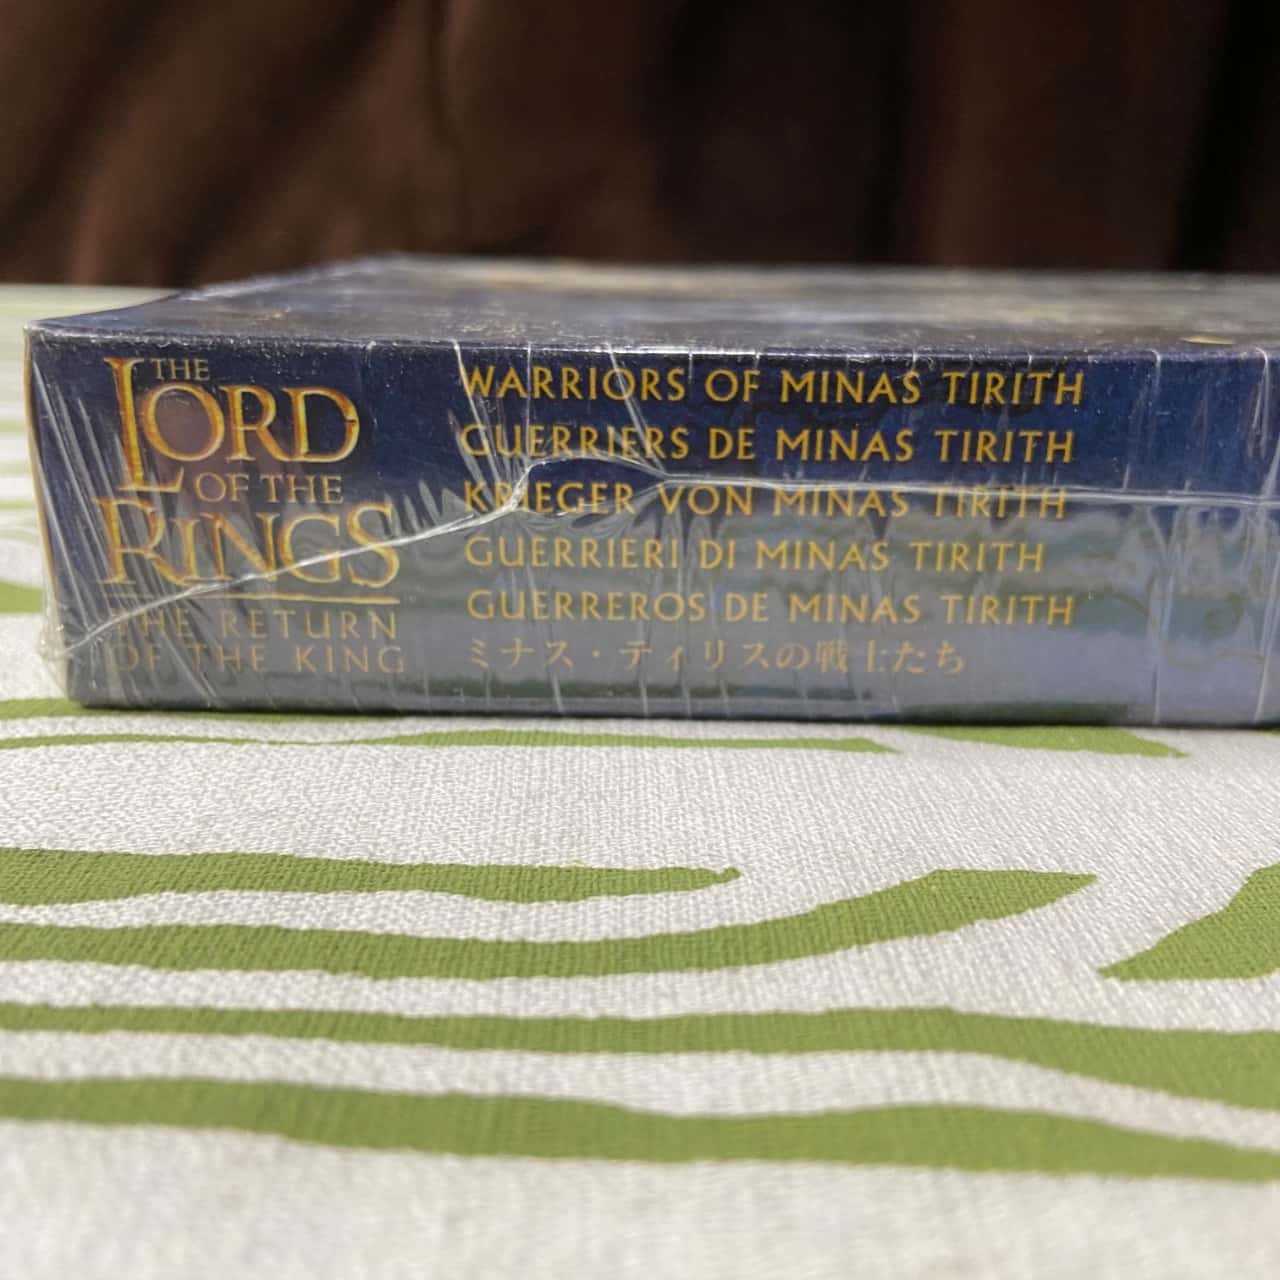 THE
LORD
OF THE
RINGS
THE RETURN
OF THE KING
WARRIORS OF MINAS TIRITH
GUERRIERS DE MINAS TIRITH
KRIEGER VON MINAS TIRITH
GUERRIERI DI MINAS TIRITH
GUERREROS DE MINAS TIRITH
ミナス・ティリスの戦士たち